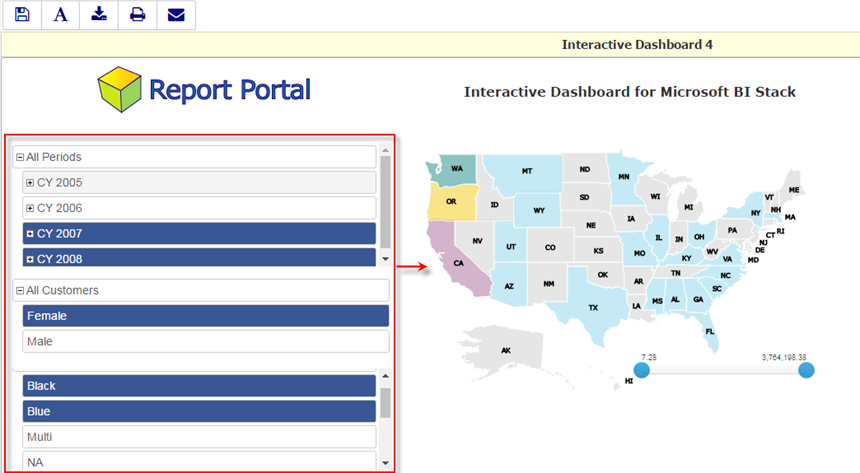 A
Interactive Dashboard 4
Report Portal
Interactive Dashboard for Microsoft BI Stack
All Periods
CY 2005
CY 2006
CY 2007
CY 2008
All Customers
Female
Male
Black
Blue
Multi
NA
WA
MT
ND
MN
ME
OR
ID
SD
WI
MI
VT
NH
NY
MA
WY
IA
PA
CT
RI
NJ
NE
IL
IN
OH
DE
NV
UT
CO
KS
MO
KY
WV
VA
MD
CA
AZ
NM
OK
AR
TN
NC
SC
TX
LA
MS
AL
GA
FL
AK
HI
7.28
3,764,198.38